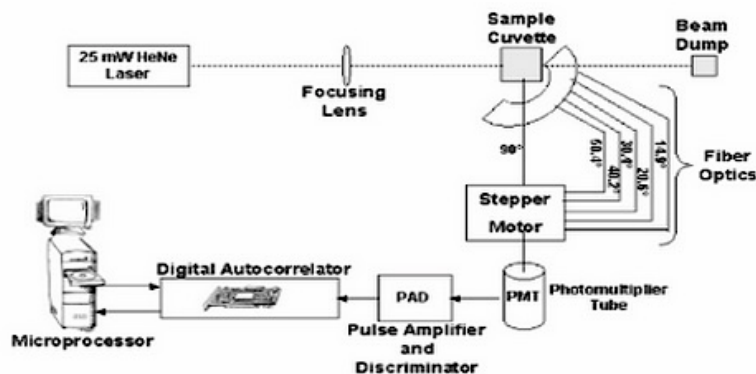 Sample
Cuvette
Beam
Dump
25 mW HeNe
Laser
Focusing
Lens
90°
60.4°
40.2°
30.4°
20.6°
14.9°
Fiber
Optics
Stepper
Motor
Digital Autocorrelator
PAD
PMT
Photomultiplier
Tube
Pulse Amplifier
and
Discriminator
Microprocessor